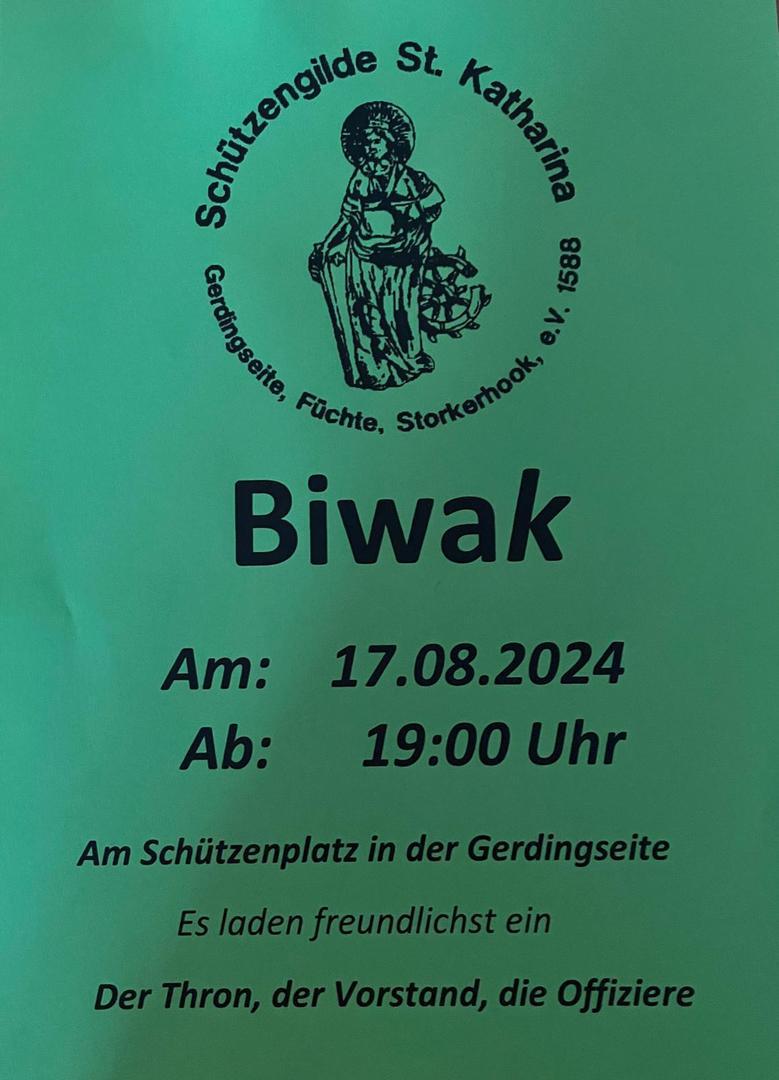 Schützengilde St. Katharina
Gerdingseite, Füchte, Storkerhook, e.V. 1588
Biwak
Am: 17.08.2024
Ab: 19:00 Uhr
Am Schützenplatz in der Gerdingseite
Es laden freundlichst ein
Der Thron, der Vorstand, die Offiziere